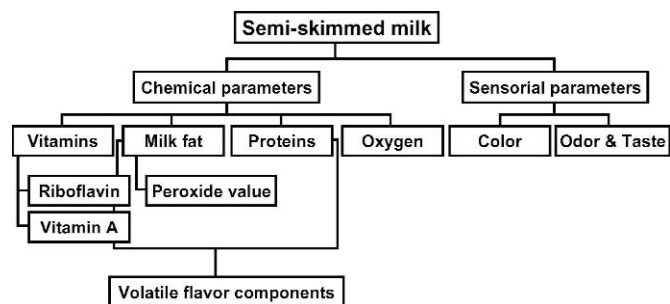 Semi-skimmed milk
Chemical parameters
Sensorial parameters
Vitamins
Milk fat
Proteins
Oxygen
Color
Odor & Taste
Riboflavin
Peroxide value
Vitamin A
Volatile flavor components